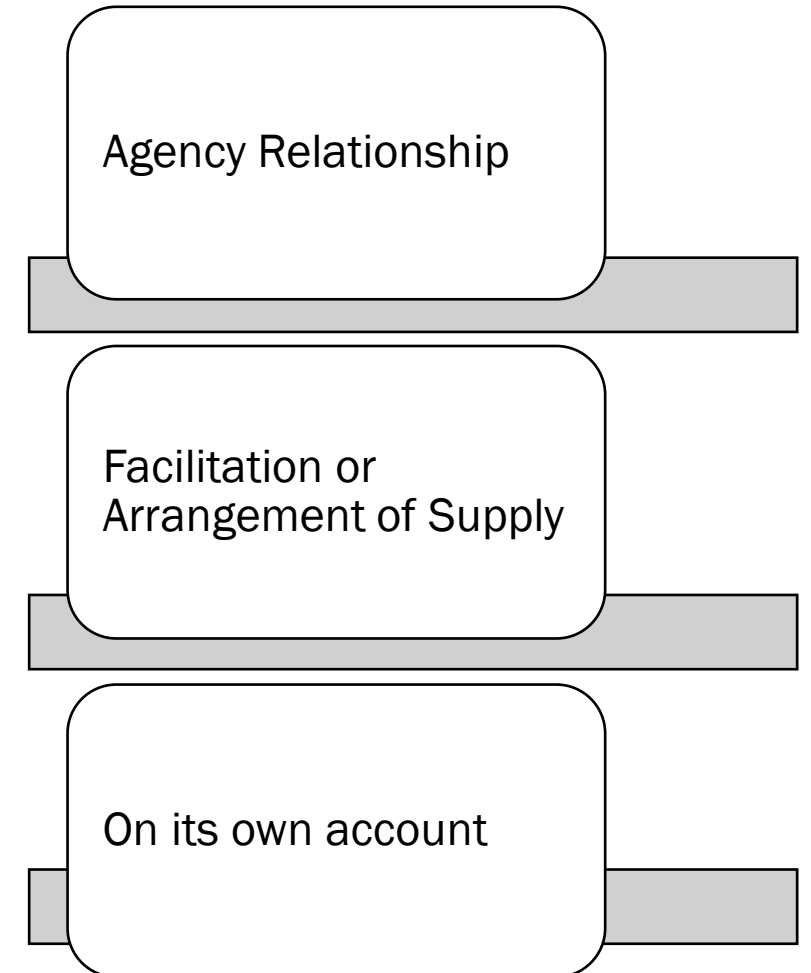 Agency Relationship
Facilitation or
Arrangement of Supply
On its own account